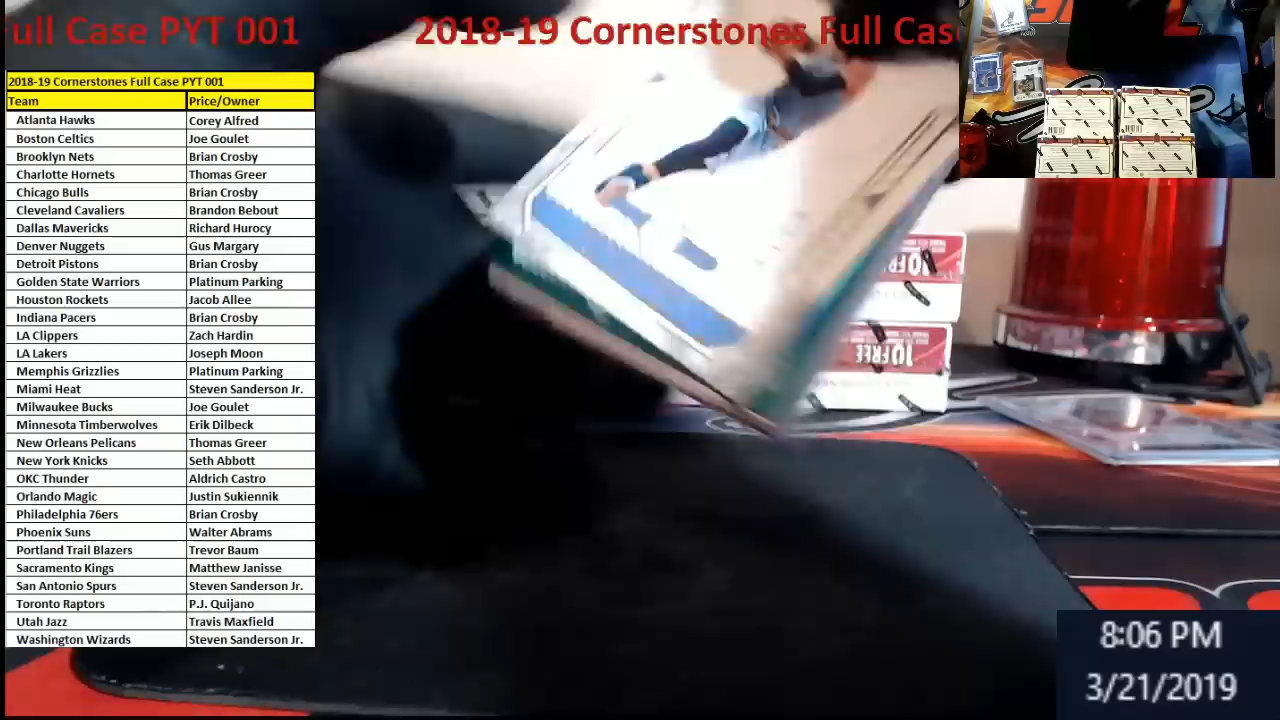 ull Case PYT 001 2018-19 Cornerstones Full Cas
2018-19 Cornerstones Full Case PYT 001
Team Price/Owner
Atlanta Hawks Corey Alfred
Boston Celtics Joe Goulet
Brooklyn Nets Brian Crosby
Charlotte Hornets Thomas Greer
Chicago Bulls Brian Crosby
Cleveland Cavaliers Brandon Bebout
Dallas Mavericks Richard Hurocy
Denver Nuggets Gus Margary
Detroit Pistons Brian Crosby
Golden State Warriors Platinum Parking
Houston Rockets Jacob Allee
Indiana Pacers Brian Crosby
LA Clippers Zach Hardin
LA Lakers Joseph Moon
Memphis Grizzlies Platinum Parking
Miami Heat Steven Sanderson Jr.
Milwaukee Bucks Joe Goulet
Minnesota Timberwolves Erik Dilbeck
New Orleans Pelicans Thomas Greer
New York Knicks Seth Abbott
OKC Thunder Aldrich Castro
Orlando Magic Justin Sukiennik
Philadelphia 76ers Brian Crosby
Phoenix Suns Walter Abrams
Portland Trail Blazers Trevor Baum
Sacramento Kings Matthew Janisse
San Antonio Spurs Steven Sanderson Jr.
Toronto Raptors P.J. Quijano
Utah Jazz Travis Maxfield
Washington Wizards Steven Sanderson Jr.
10 FREE
10 FREE
8:06 PM
3/21/2019